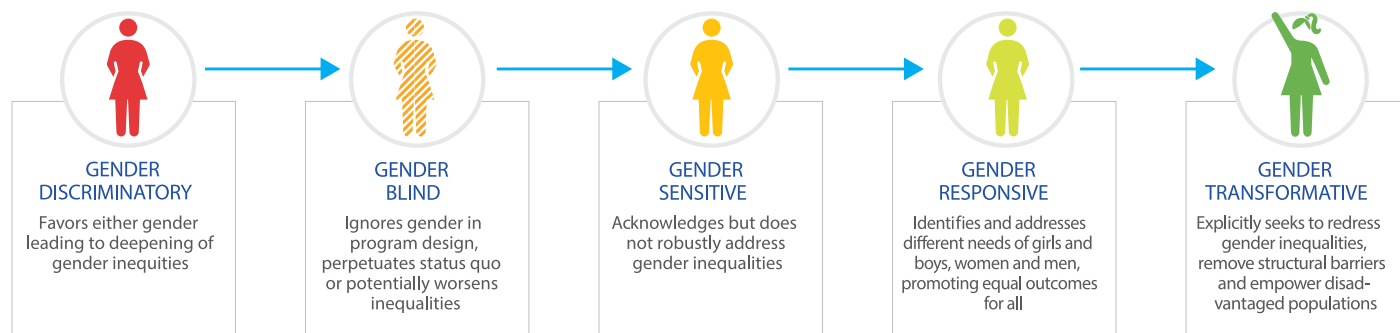 GENDER
DISCRIMINATORY
Favors either gender
leading to deepening of
gender inequities
GENDER
BLIND
Ignores gender in
program design,
perpetuates status quo
or potentially worsens
inequalities
GENDER
SENSITIVE
Acknowledges but does
not robustly address
gender inequalities
GENDER
RESPONSIVE
Identifies and addresses
different needs of girls and
boys, women and men,
promoting equal outcomes
for all
GENDER
TRANSFORMATIVE
Explicitly seeks to redress
gender inequalities,
remove structural barriers
and empower disad-
vantaged populations